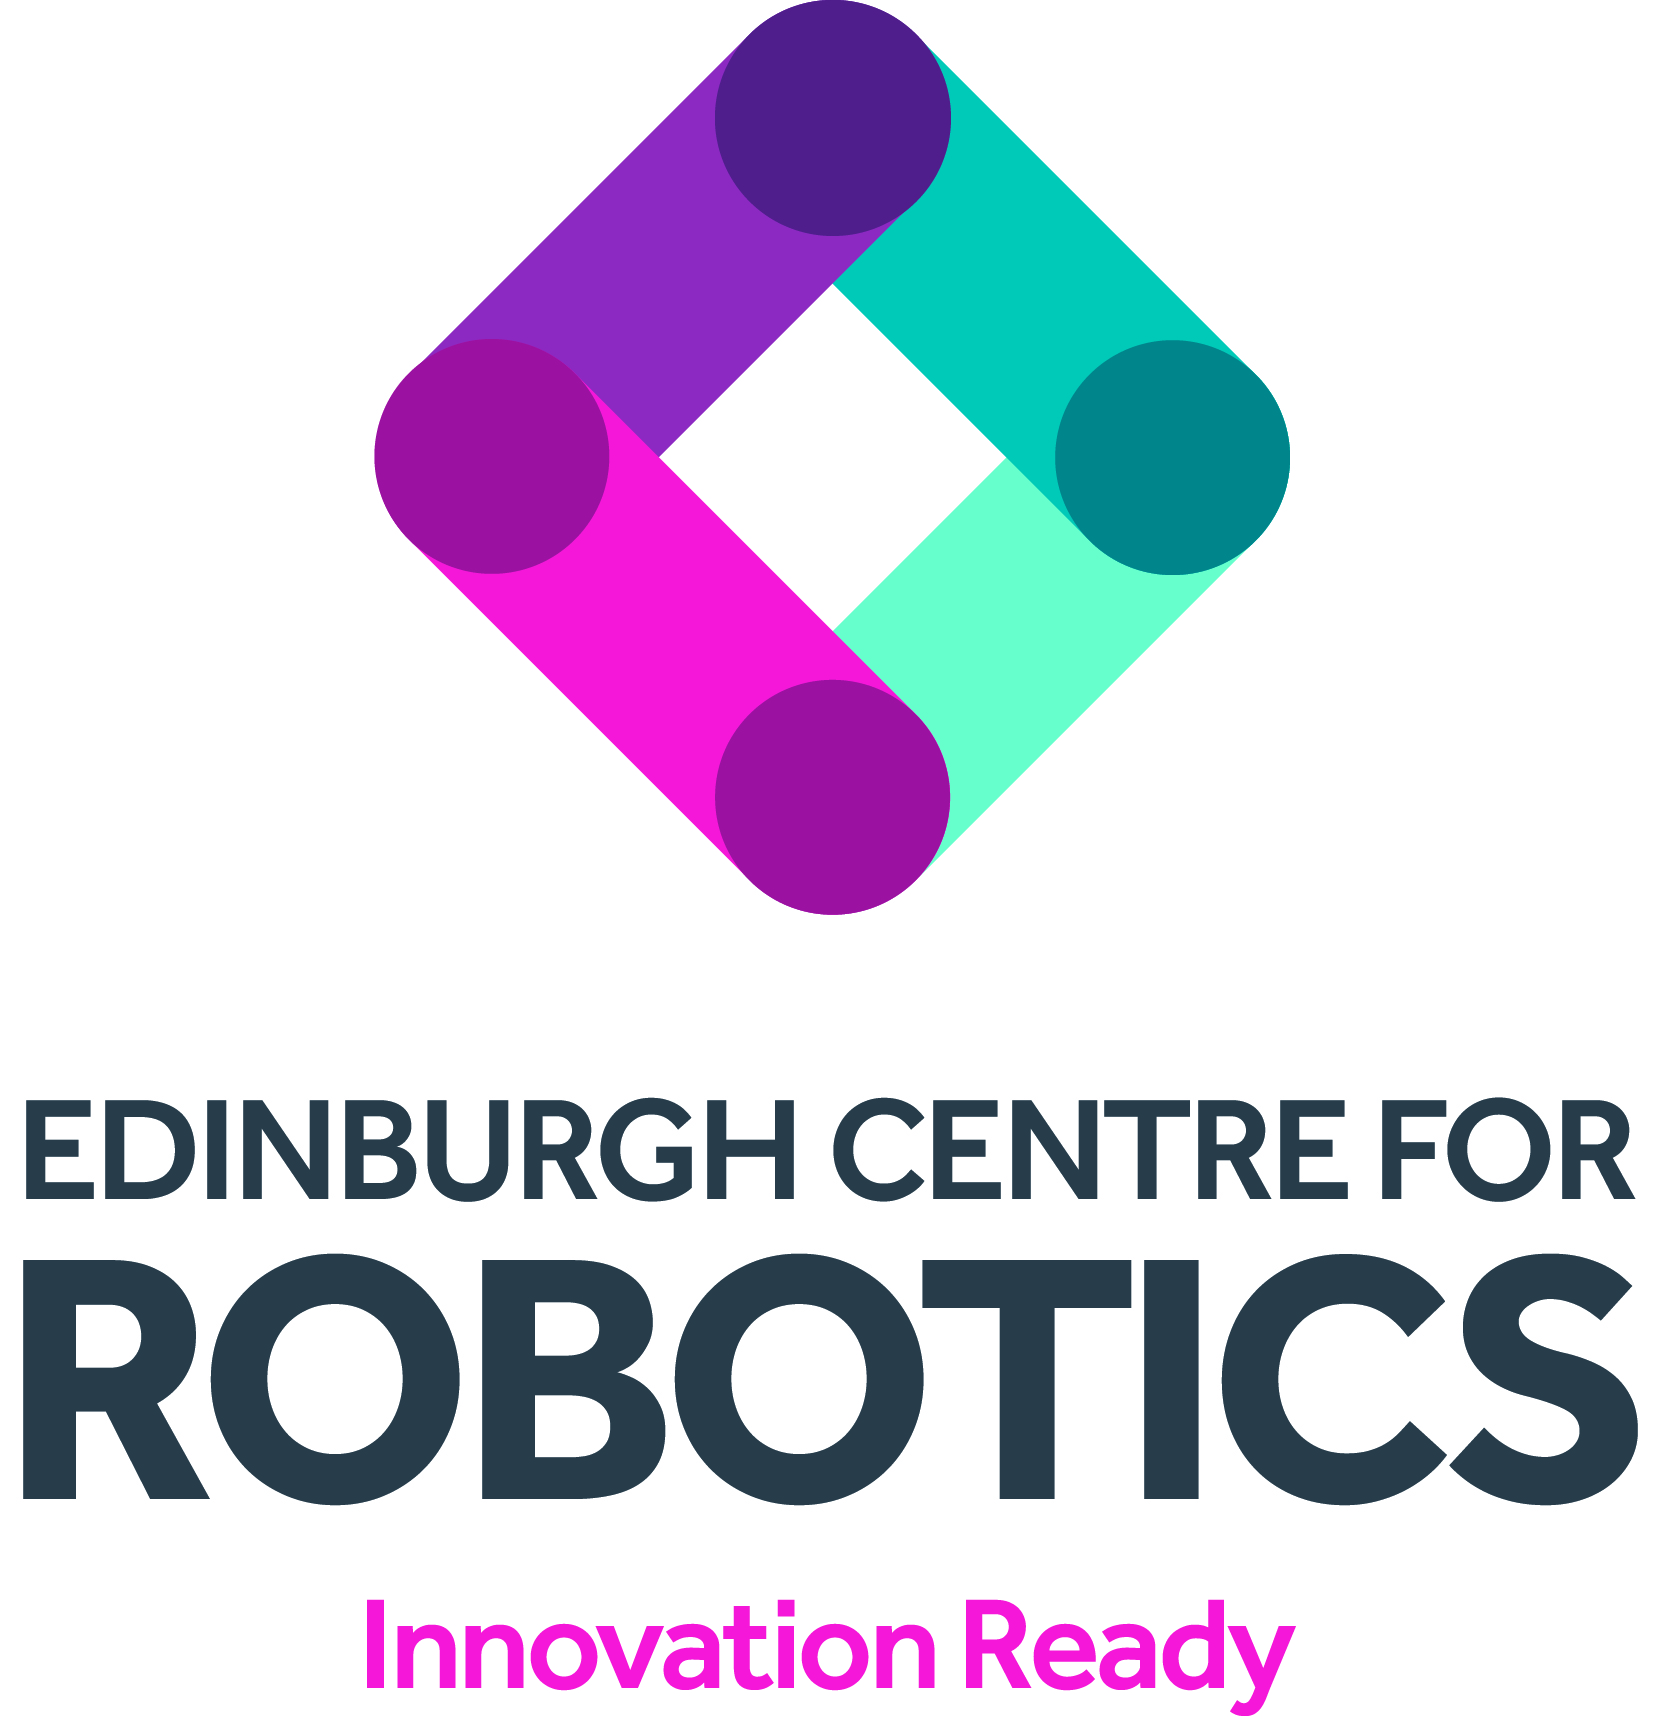 EDINBURGH CENTRE FOR
ROBOTICS
Innovation Ready